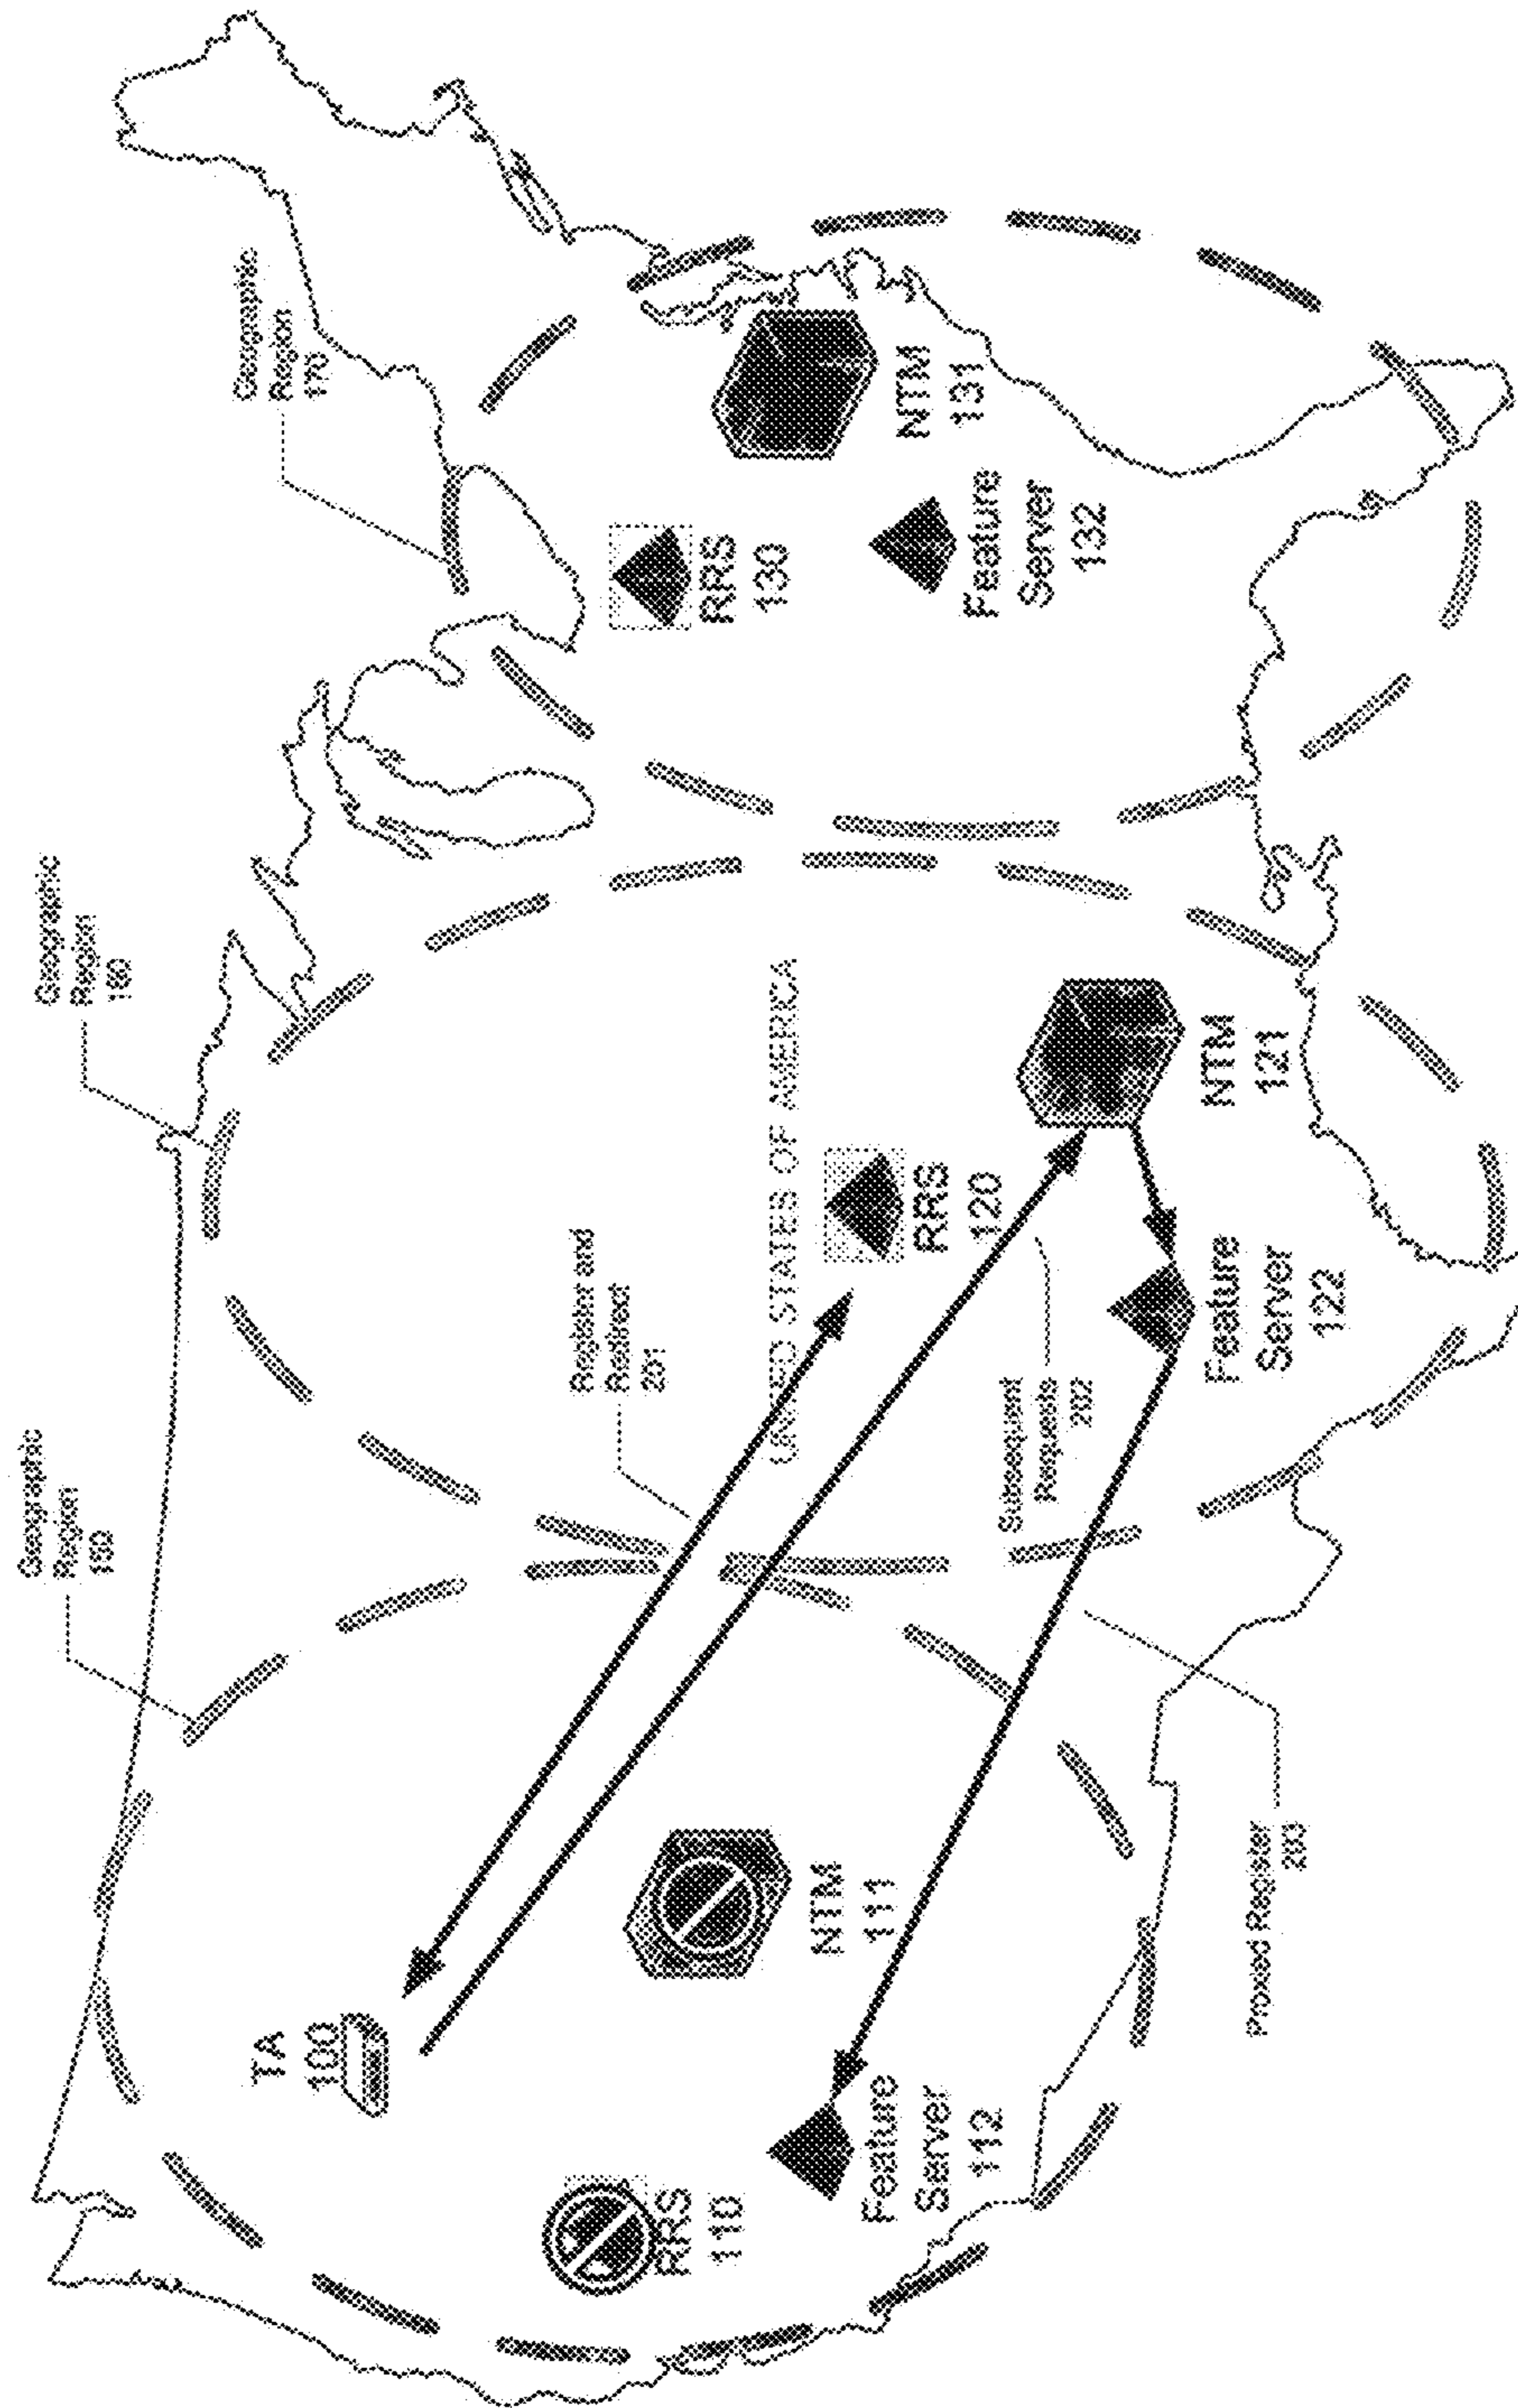 Geographic
Region
150
Geographic
Region
160
Geographic
Region
170
TA
100
RRS
110
NTM
111
Feature
Server
112
Register and
Redirect
201
UNITED STATES OF AMERICA
RRS
120
Subsequent
Requests
202
NTM
121
Feature
Server
122
Proxied Register
203
RRS
130
NTM
131
Feature
Server
132